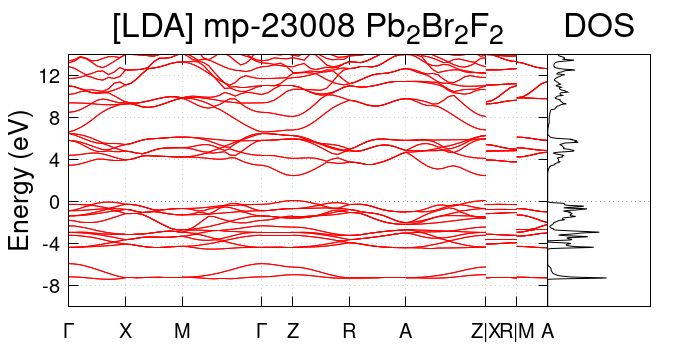 [LDA] mp-23008 Pb₂Br₂F₂ DOS
Energy (eV)
12
8
4
0
-4
-8
Γ X M Γ Z R A Z|XR|M A